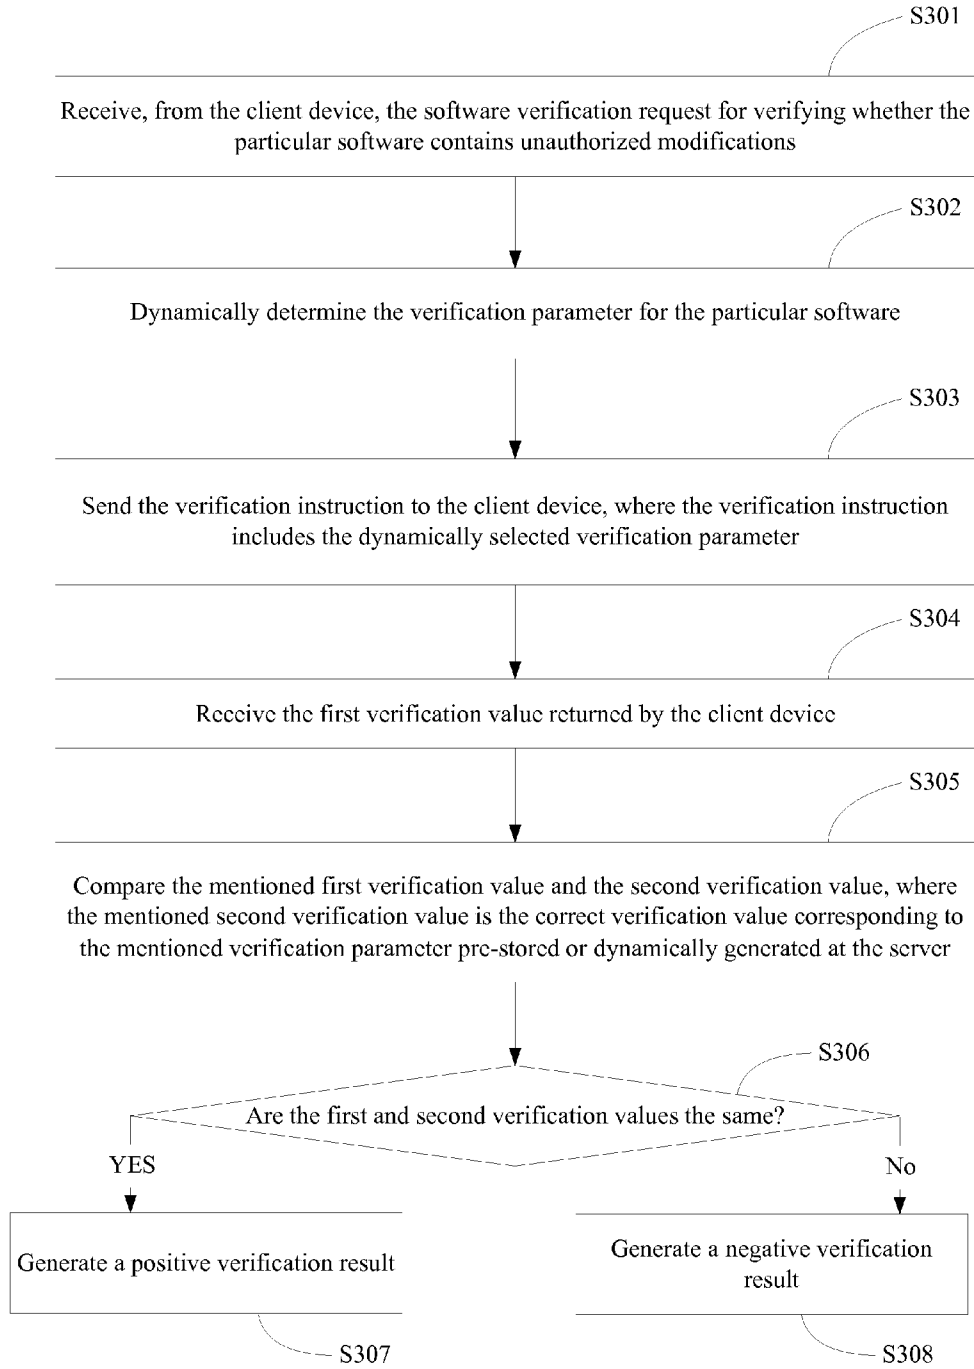 S301
Receive, from the client device, the software verification request for verifying whether the
particular software contains unauthorized modifications
S302
Dynamically determine the verification parameter for the particular software
S303
Send the verification instruction to the client device, where the verification instruction
includes the dynamically selected verification parameter
S304
Receive the first verification value returned by the client device
S305
Compare the mentioned first verification value and the second verification value, where
the mentioned second verification value is the correct verification value corresponding to
the mentioned verification parameter pre-stored or dynamically generated at the server
S306
Are the first and second verification values the same?
YES
No
Generate a positive verification result
Generate a negative verification
result
S307
S308